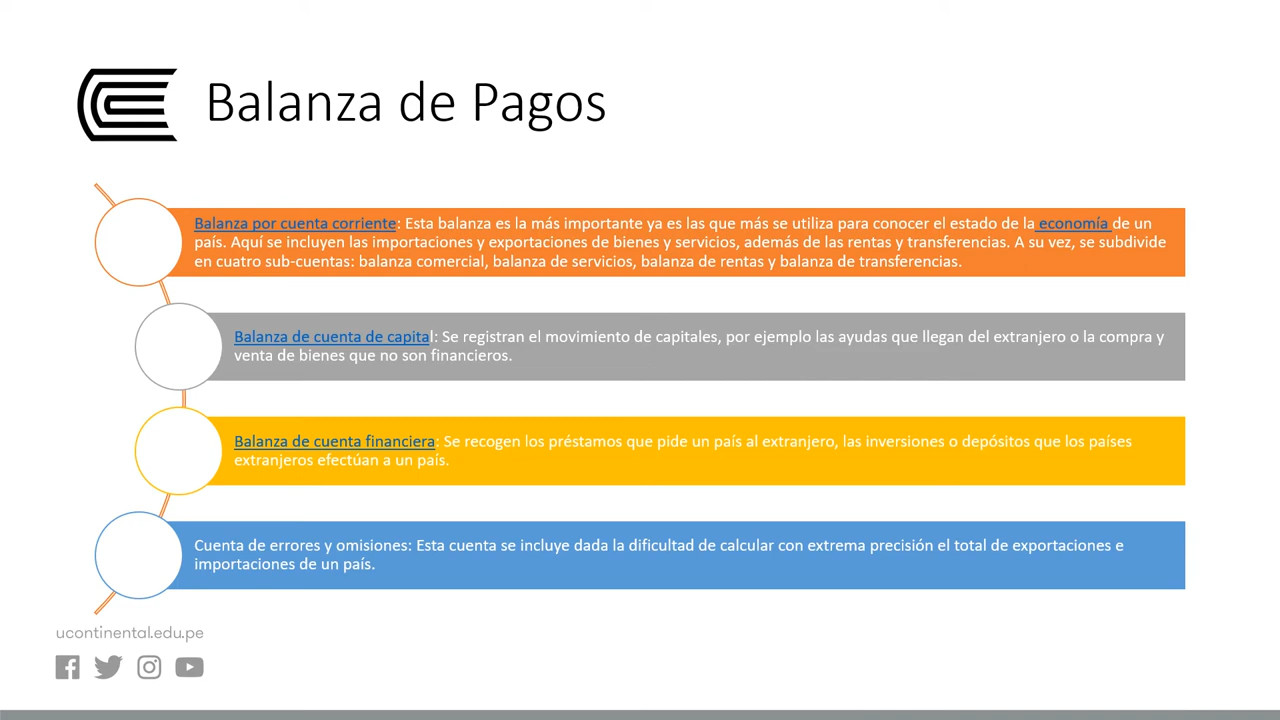 Balanza de Pagos
Balanza por cuenta corriente: Esta balanza es la más importante ya es las que más se utiliza para conocer el estado de la economía de un
país. Aquí se incluyen las importaciones y exportaciones de bienes y servicios, además de las rentas y transferencias. A su vez, se subdivide
en cuatro sub-cuentas: balanza comercial, balanza de servicios, balanza de rentas y balanza de transferencias.
Balanza de cuenta de capital: Se registran el movimiento de capitales, por ejemplo las ayudas que llegan del extranjero o la compra y
venta de bienes que no son financieros.
Balanza de cuenta financiera: Se recogen los préstamos que pide un país al extranjero, las inversiones o depósitos que los países
extranjeros efectúan a un país.
Cuenta de errores y omisiones: Esta cuenta se incluye dada la dificultad de calcular con extrema precisión el total de exportaciones e
importaciones de un país.
ucontinental.edu.pe